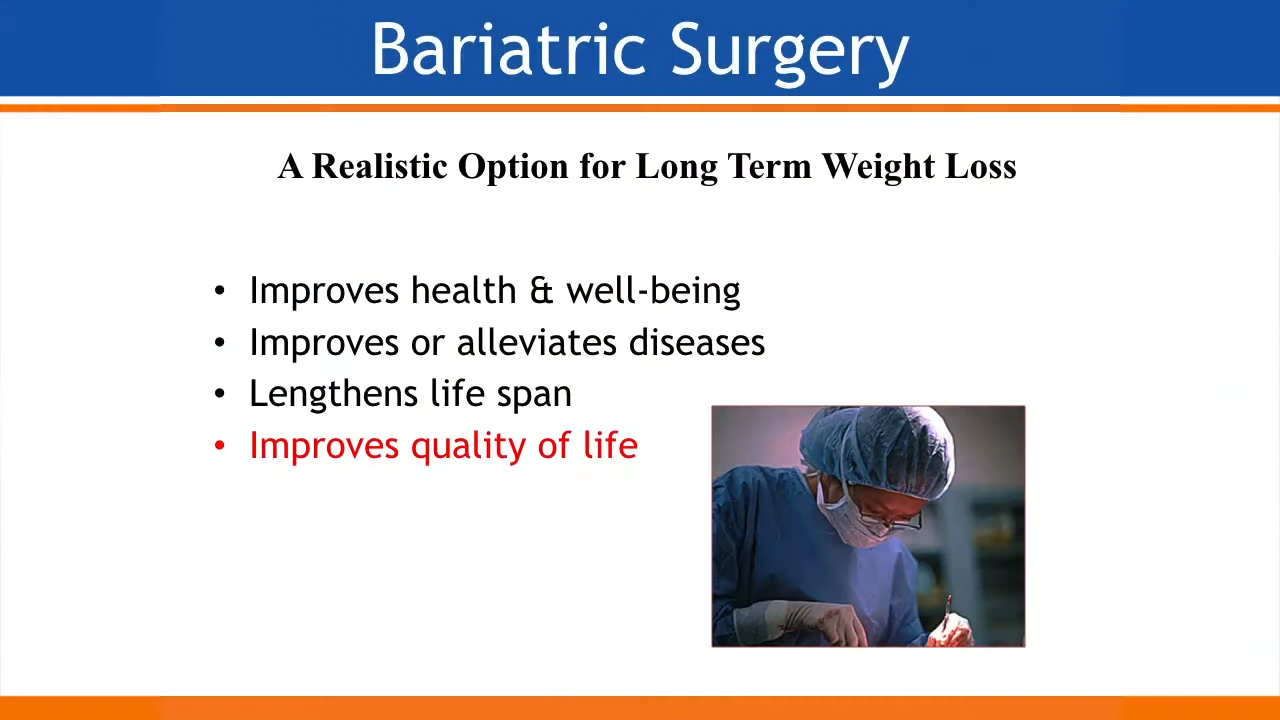 Bariatric Surgery
A Realistic Option for Long Term Weight Loss
• Improves health & well-being
• Improves or alleviates diseases
• Lengthens life span
• Improves quality of life